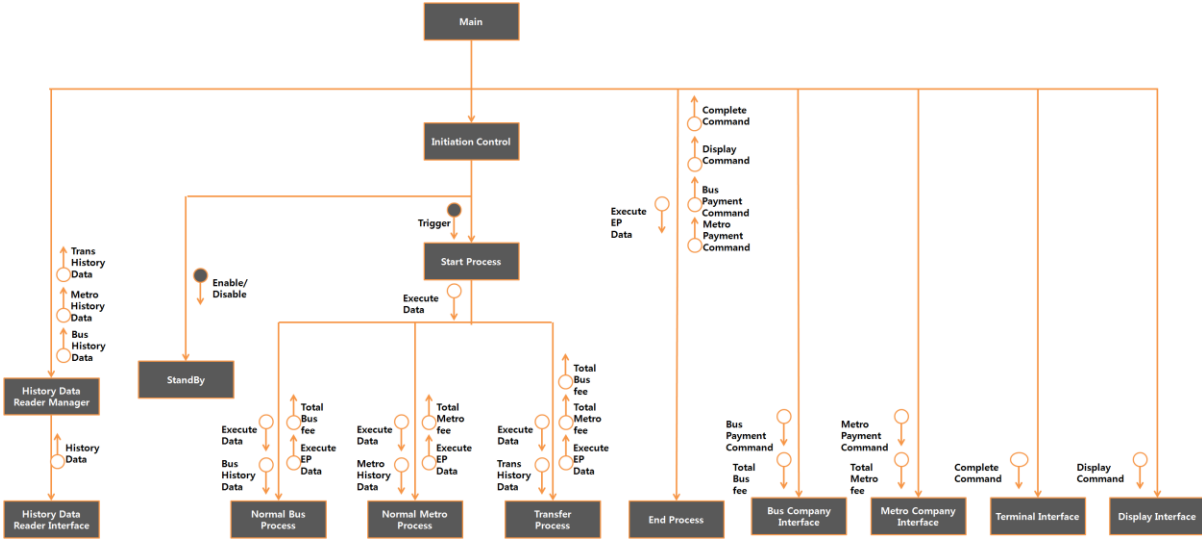 Main
Initiation Control
Complete
Command
Display
Command
Bus
Payment
Command
Metro
Payment
Command
Execute
EP
Data
Trigger
Start Process
Trans
History
Data
Metro
History
Data
Bus
History
Data
Enable/
Disable
Execute
Data
StandBy
History Data
Reader Manager
History
Data
Execute
Data
Bus
History
Data
Total
Bus
fee
Execute
EP
Data
Execute
Data
Metro
History
Data
Total
Metro
fee
Execute
EP
Data
Execute
Data
Trans
History
Data
Total
Bus
fee
Total
Metro
fee
Execute
EP
Data
Bus
Payment
Command
Total
Bus
fee
Metro
Payment
Command
Total
Metro
fee
Complete
Command
Display
Command
History Data
Reader Interface
Normal Bus
Process
Normal Metro
Process
Transfer
Process
End Process
Bus Company
Interface
Metro Company
Interface
Terminal Interface
Display Interface